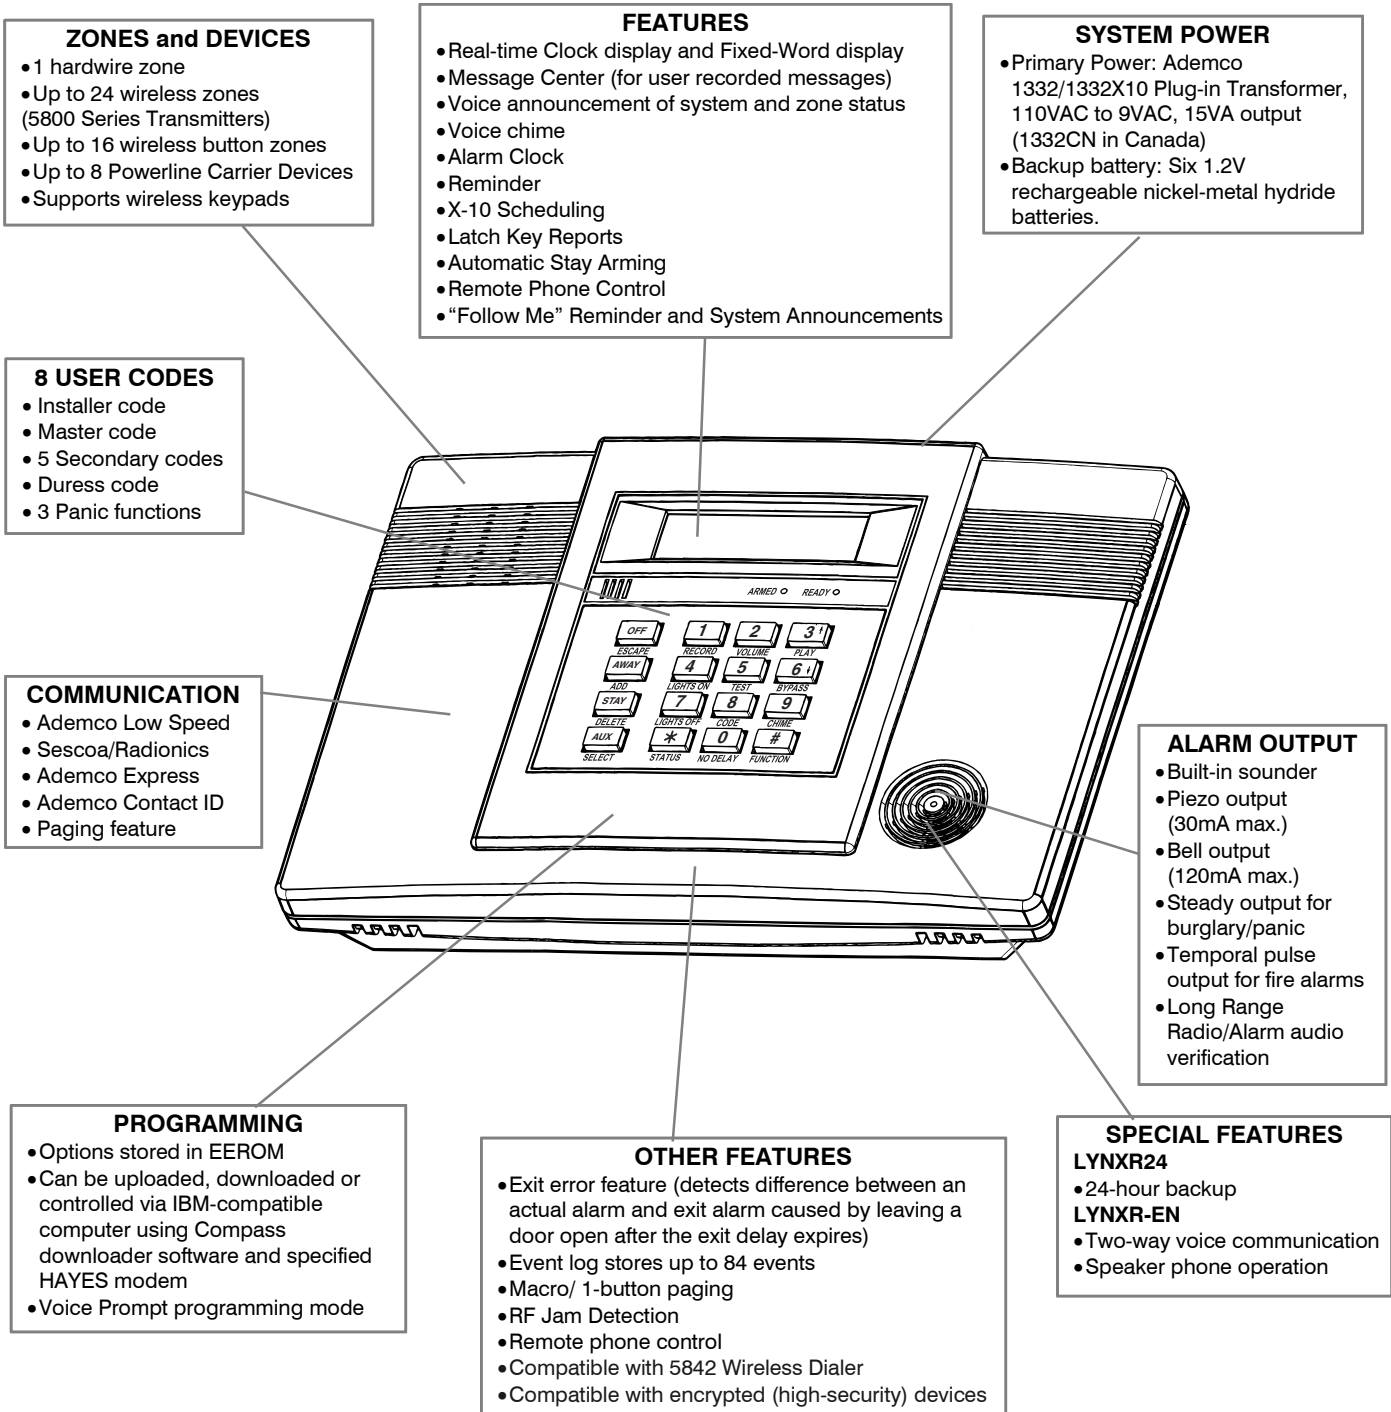 ZONES and DEVICES
•1 hardwire zone
•Up to 24 wireless zones
(5800 Series Transmitters)
•Up to 16 wireless button zones
•Up to 8 Powerline Carrier Devices
•Supports wireless keypads
FEATURES
•Real-time Clock display and Fixed-Word display
•Message Center (for user recorded messages)
•Voice announcement of system and zone status
•Voice chime
•Alarm Clock
•Reminder
•X-10 Scheduling
•Latch Key Reports
•Automatic Stay Arming
•Remote Phone Control
•“Follow Me” Reminder and System Announcements
SYSTEM POWER
•Primary Power: Ademco
1332/1332X10 Plug-in Transformer,
110VAC to 9VAC, 15VA output
(1332CN in Canada)
•Backup battery: Six 1.2V
rechargeable nickel-metal hydride
batteries.
8 USER CODES
• Installer code
• Master code
• 5 Secondary codes
• Duress code
• 3 Panic functions
ARMED READY
OFF 1 2 3
ESCAPE RECORD VOLUME PLAY
AWAY 4 5 6
ADD LIGHTS ON TEST BYPASS
STAY 7 8 9
DELETE LIGHTS OFF CODE CHIME
AUX * 0 #
SELECT STATUS NO DELAY FUNCTION
COMMUNICATION
• Ademco Low Speed
• Sescoa/Radionics
• Ademco Express
• Ademco Contact ID
• Paging feature
ALARM OUTPUT
•Built-in sounder
•Piezo output
(30mA max.)
•Bell output
(120mA max.)
•Steady output for
burglary/panic
•Temporal pulse
output for fire alarms
•Long Range
Radio/Alarm audio
verification
PROGRAMMING
•Options stored in EEROM
•Can be uploaded, downloaded or
controlled via IBM-compatible
computer using Compass
downloader software and specified
HAYES modem
•Voice Prompt programming mode
OTHER FEATURES
•Exit error feature (detects difference between an
actual alarm and exit alarm caused by leaving a
door open after the exit delay expires)
•Event log stores up to 84 events
•Macro/ 1-button paging
•RF Jam Detection
•Remote phone control
•Compatible with 5842 Wireless Dialer
•Compatible with encrypted (high-security) devices
SPECIAL FEATURES
LYNXR24
•24-hour backup
LYNXR-EN
•Two-way voice communication
•Speaker phone operation